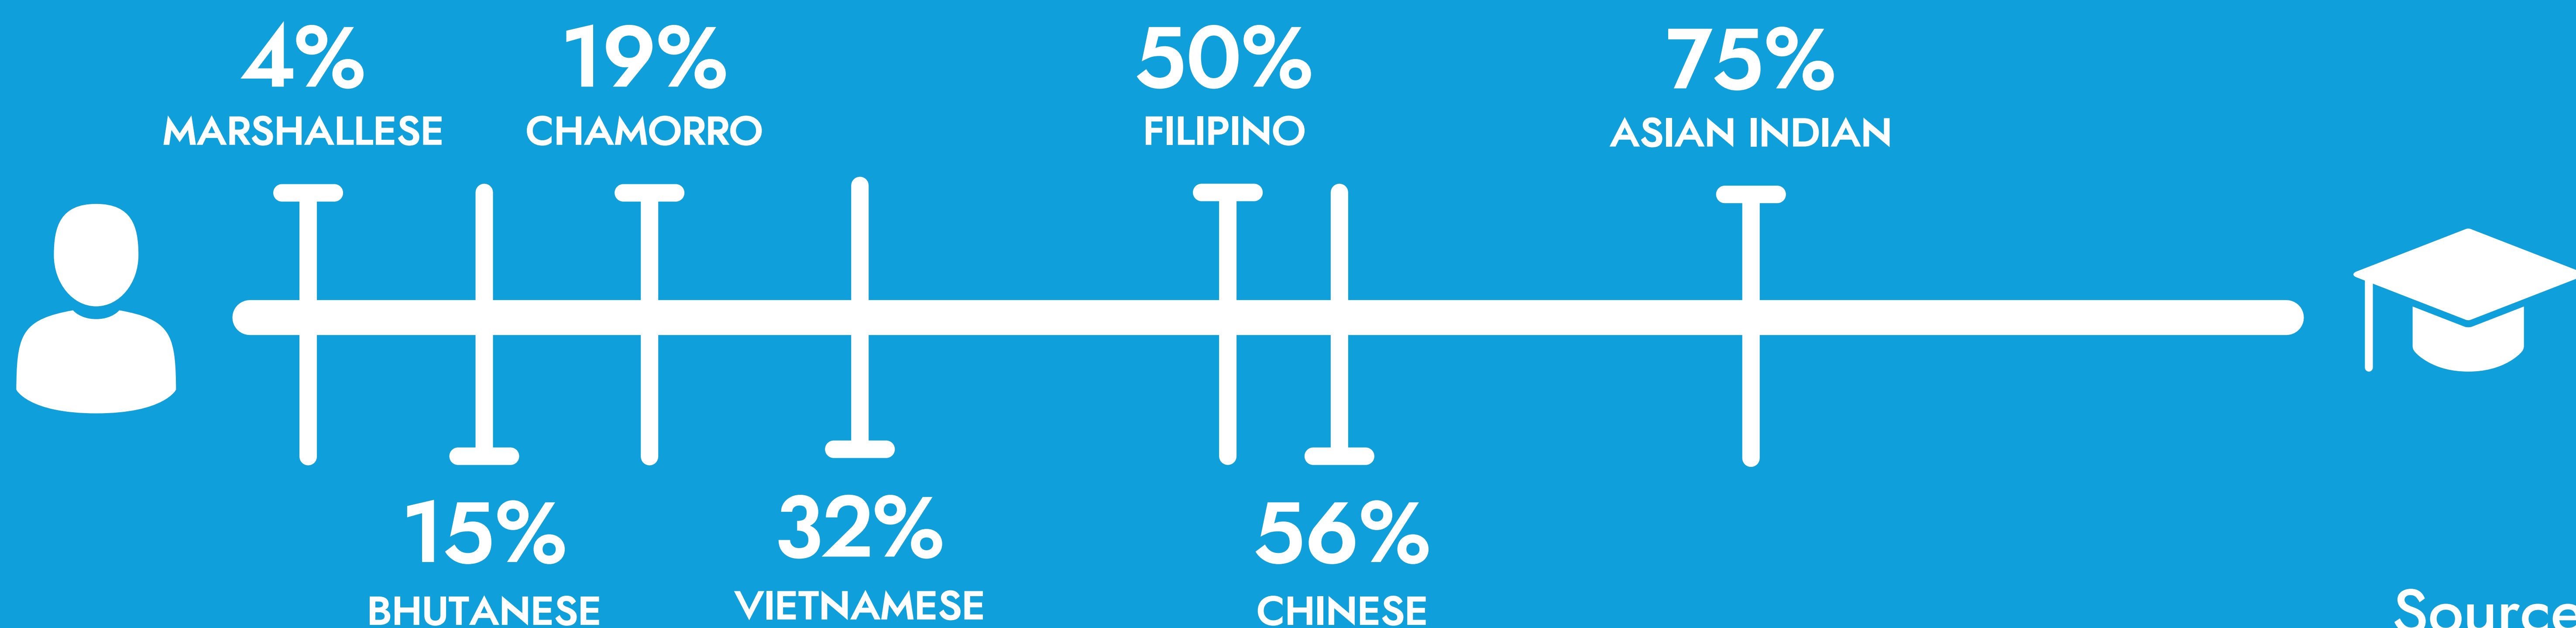 4%
MARSHALLESE
19%
CHAMORRO
50%
FILIPINO
75%
ASIAN INDIAN
15%
BHUTANESE
32%
VIETNAMESE
56%
CHINESE
Source